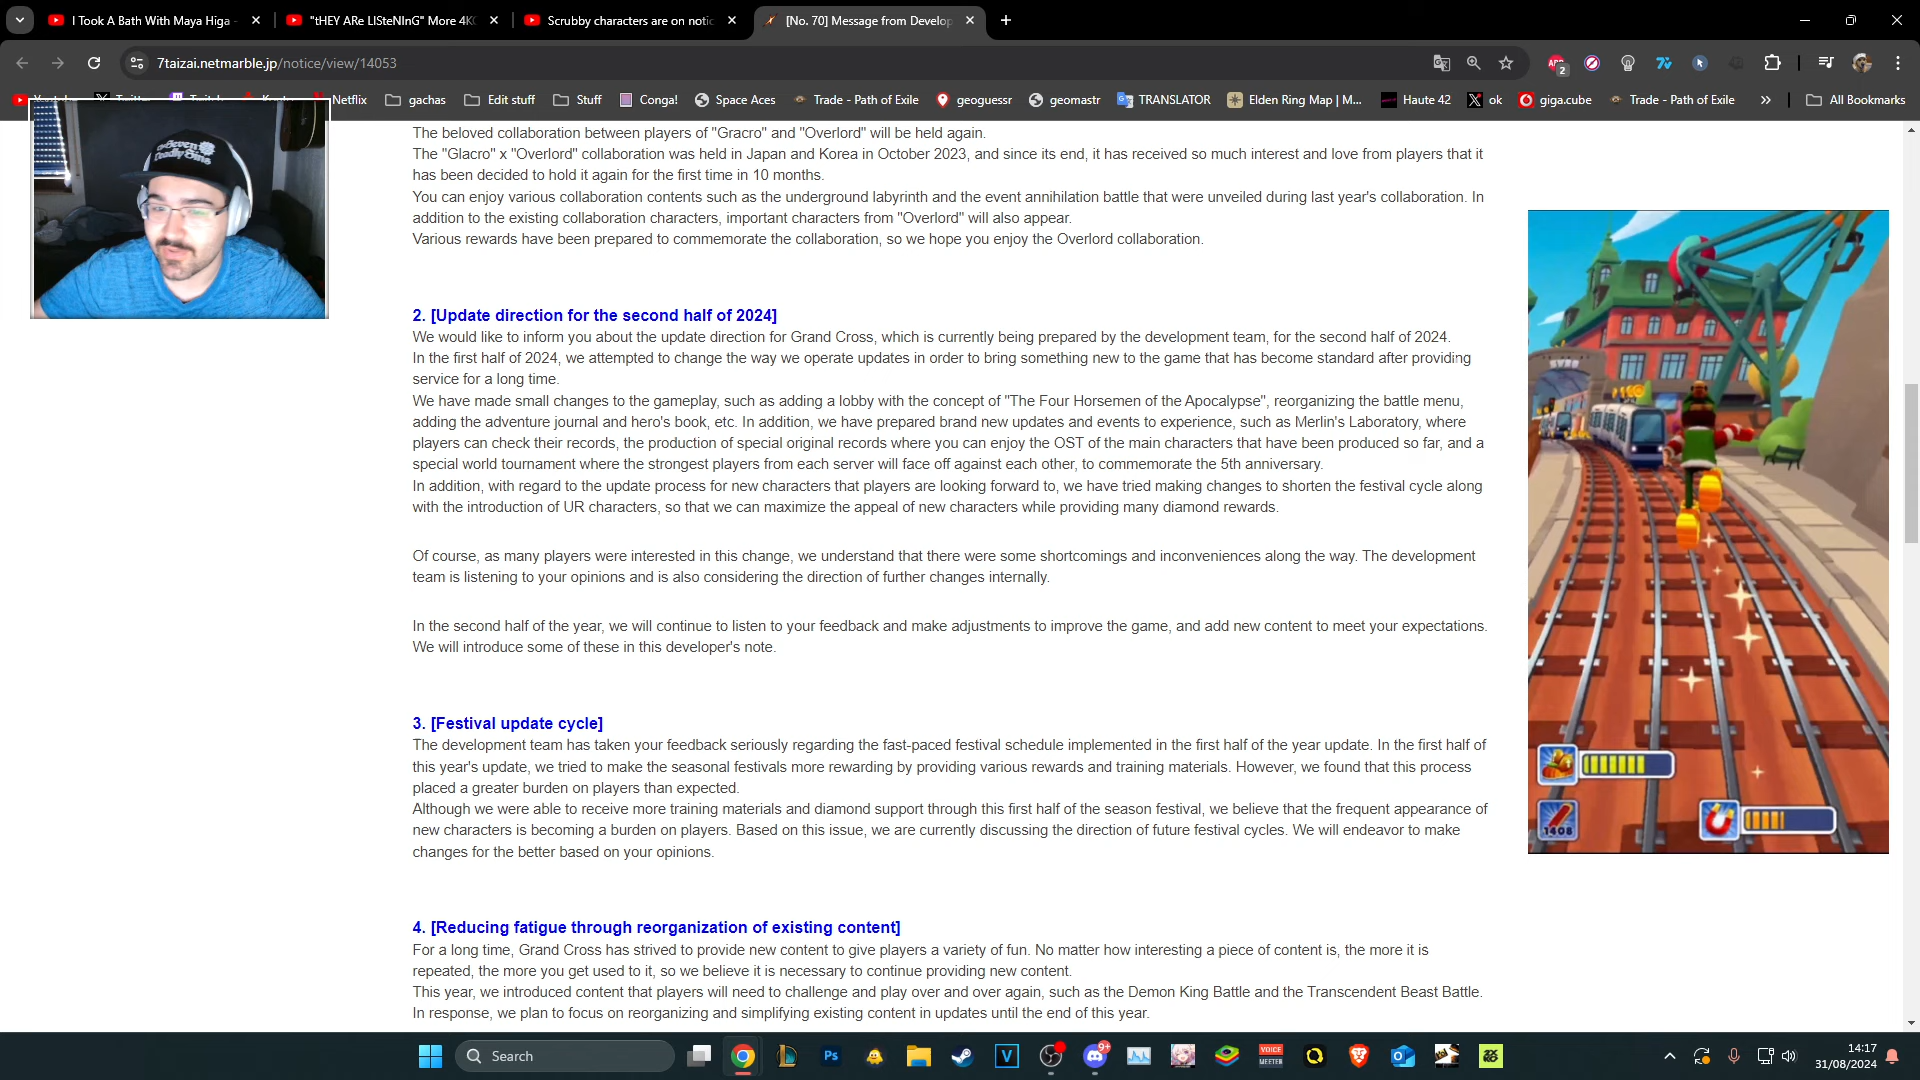 I Took A Bath With Maya Higa -
"tHEY ARe LISteNInG" More 4K
Scrubby characters are on notic
[No. 70] Message from Develop
7taizai.netmarble.jp/notice/view/14053
2
Netflix
gachas
Edit stuff
Stuff
Conga!
Space Aces
Trade - Path of Exile
geoguessr
geomastr
TRANSLATOR
Elden Ring Map | M...
Haute 42
ok
giga.cube
Trade - Path of Exile
All Bookmarks
The Seven Deadly Sins
The beloved collaboration between players of "Gracro" and "Overlord" will be held again.
The "Glacro" x "Overlord" collaboration was held in Japan and Korea in October 2023, and since its end, it has received so much interest and love from players that it
has been decided to hold it again for the first time in 10 months.
You can enjoy various collaboration contents such as the underground labyrinth and the event annihilation battle that were unveiled during last year's collaboration. In
addition to the existing collaboration characters, important characters from "Overlord" will also appear.
Various rewards have been prepared to commemorate the collaboration, so we hope you enjoy the Overlord collaboration.
2. [Update direction for the second half of 2024]
We would like to inform you about the update direction for Grand Cross, which is currently being prepared by the development team, for the second half of 2024.
In the first half of 2024, we attempted to change the way we operate updates in order to bring something new to the game that has become standard after providing
service for a long time.
We have made small changes to the gameplay, such as adding a lobby with the concept of "The Four Horsemen of the Apocalypse", reorganizing the battle menu,
adding the adventure journal and hero's book, etc. In addition, we have prepared brand new updates and events to experience, such as Merlin's Laboratory, where
players can check their records, the production of special original records where you can enjoy the OST of the main characters that have been produced so far, and a
special world tournament where the strongest players from each server will face off against each other, to commemorate the 5th anniversary.
In addition, with regard to the update process for new characters that players are looking forward to, we have tried making changes to shorten the festival cycle along
with the introduction of UR characters, so that we can maximize the appeal of new characters while providing many diamond rewards.
Of course, as many players were interested in this change, we understand that there were some shortcomings and inconveniences along the way. The development
team is listening to your opinions and is also considering the direction of further changes internally.
In the second half of the year, we will continue to listen to your feedback and make adjustments to improve the game, and add new content to meet your expectations.
We will introduce some of these in this developer's note.
3. [Festival update cycle]
The development team has taken your feedback seriously regarding the fast-paced festival schedule implemented in the first half of the year update. In the first half of
this year's update, we tried to make the seasonal festivals more rewarding by providing various rewards and training materials. However, we found that this process
placed a greater burden on players than expected.
Although we were able to receive more training materials and diamond support through this first half of the season festival, we believe that the frequent appearance of
new characters is becoming a burden on players. Based on this issue, we are currently discussing the direction of future festival cycles. We will endeavor to make
changes for the better based on your opinions.
4. [Reducing fatigue through reorganization of existing content]
For a long time, Grand Cross has strived to provide new content to give players a variety of fun. No matter how interesting a piece of content is, the more it is
repeated, the more you get used to it, so we believe it is necessary to continue providing new content.
This year, we introduced content that players will need to challenge and play over and over again, such as the Demon King Battle and the Transcendent Beast Battle.
In response, we plan to focus on reorganizing and simplifying existing content in updates until the end of this year.
1408
Search
Ps
V
9+
VOICE
MEETER
14:17
31/08/2024